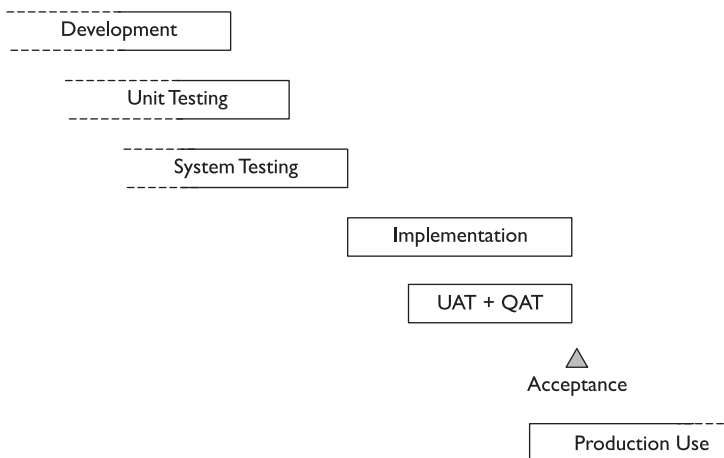 Development
Unit Testing
System Testing
Implementation
UAT + QAT
Acceptance
Production Use